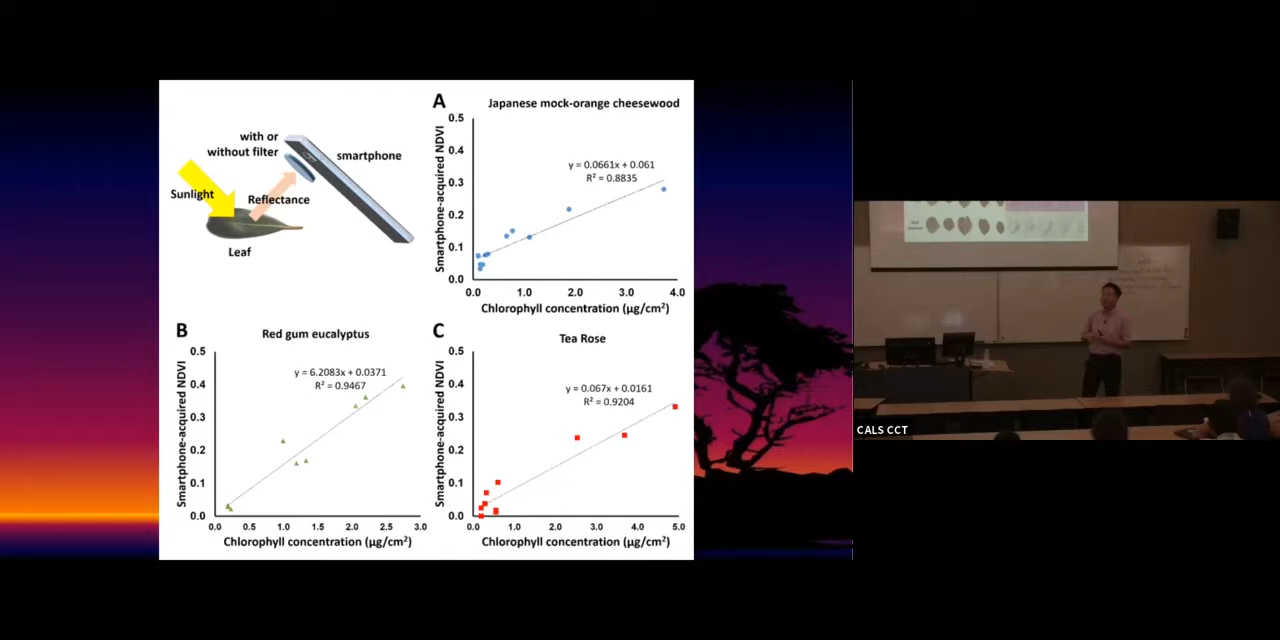 with or
without filter
smartphone
Sunlight
Reflectance
Leaf
A
Japanese mock-orange cheesewood
Smartphone-acquired NDVI
0.5
0.4
0.3
0.2
0.1
0.0
y = 0.0661x + 0.061
R² = 0.8835
0.0 1.0 2.0 3.0 4.0
Chlorophyll concentration (µg/cm²)
B
Red gum eucalyptus
Smartphone-acquired NDVI
0.5
0.4
0.3
0.2
0.1
0.0
y = 6.2083x + 0.0371
R² = 0.9467
0.0 0.5 1.0 1.5 2.0 2.5 3.0
Chlorophyll concentration (µg/cm²)
C
Tea Rose
Smartphone-acquired NDVI
0.5
0.4
0.3
0.2
0.1
0.0
y = 0.067x + 0.0161
R² = 0.9204
0.0 1.0 2.0 3.0 4.0 5.0
Chlorophyll concentration (µg/cm²)
CALS CCT